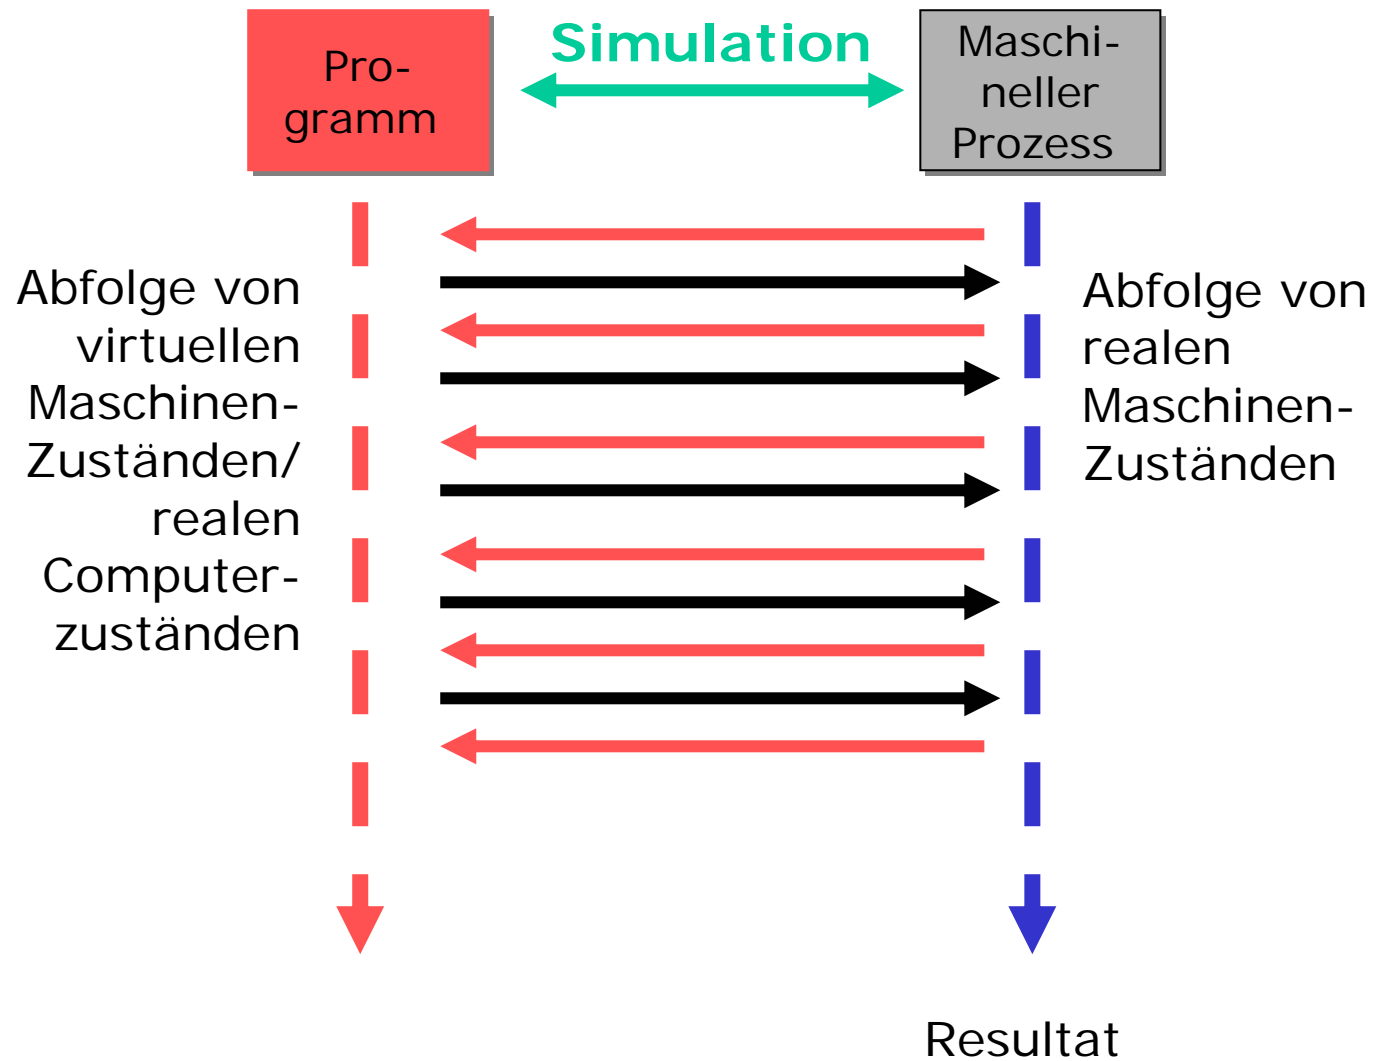 Pro-
gramm
Simulation
Maschi-
neller
Prozess
Abfolge von
virtuellen
Maschinen-
Zuständen/
realen
Computer-
zuständen
Abfolge von
realen
Maschinen-
Zuständen
Resultat